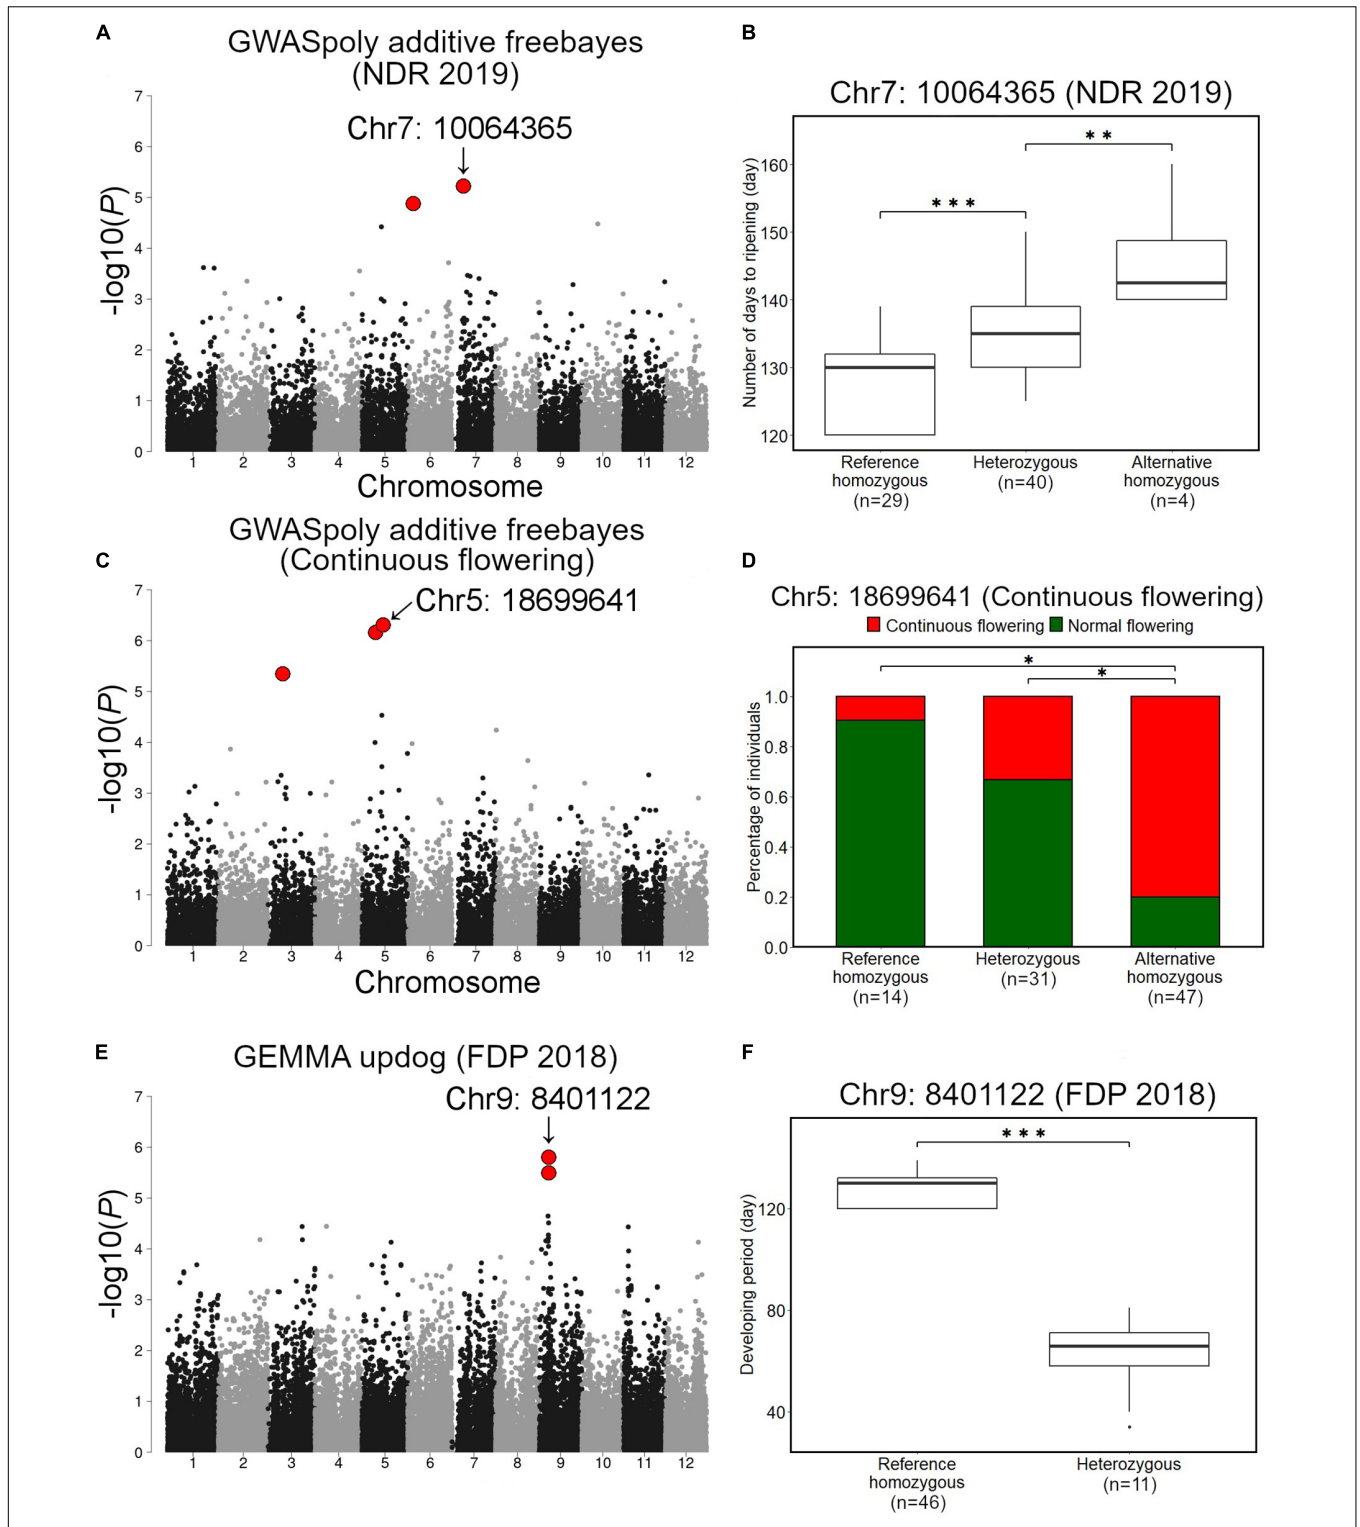 A
GWASpoly additive freebayes
(NDR 2019)
Chr7: 10064365
-log10(P)
7
6
5
4
3
2
1
0
1 2 3 4 5 6 7 8 9 10 11 12
Chromosome
B
Chr7: 10064365 (NDR 2019)
Number of days to ripening (day)
160
150
140
130
120
* * *
* *
Reference
homozygous
(n=29)
Heterozygous
(n=40)
Alternative
homozygous
(n=4)
C
GWASpoly additive freebayes
(Continuous flowering)
Chr5: 18699641
-log10(P)
7
6
5
4
3
2
1
0
1 2 3 4 5 6 7 8 9 10 11 12
Chromosome
D
Chr5: 18699641 (Continuous flowering)
Continuous flowering Normal flowering
Percentage of individuals
1.0
0.8
0.6
0.4
0.2
0.0
*
*
Reference
homozygous
(n=14)
Heterozygous
(n=31)
Alternative
homozygous
(n=47)
E
GEMMA updog (FDP 2018)
Chr9: 8401122
-log10(P)
7
6
5
4
3
2
1
0
1 2 3 4 5 6 7 8 9 10 11 12
F
Chr9: 8401122 (FDP 2018)
Developing period (day)
120
80
40
* * *
Reference
homozygous
(n=46)
Heterozygous
(n=11)